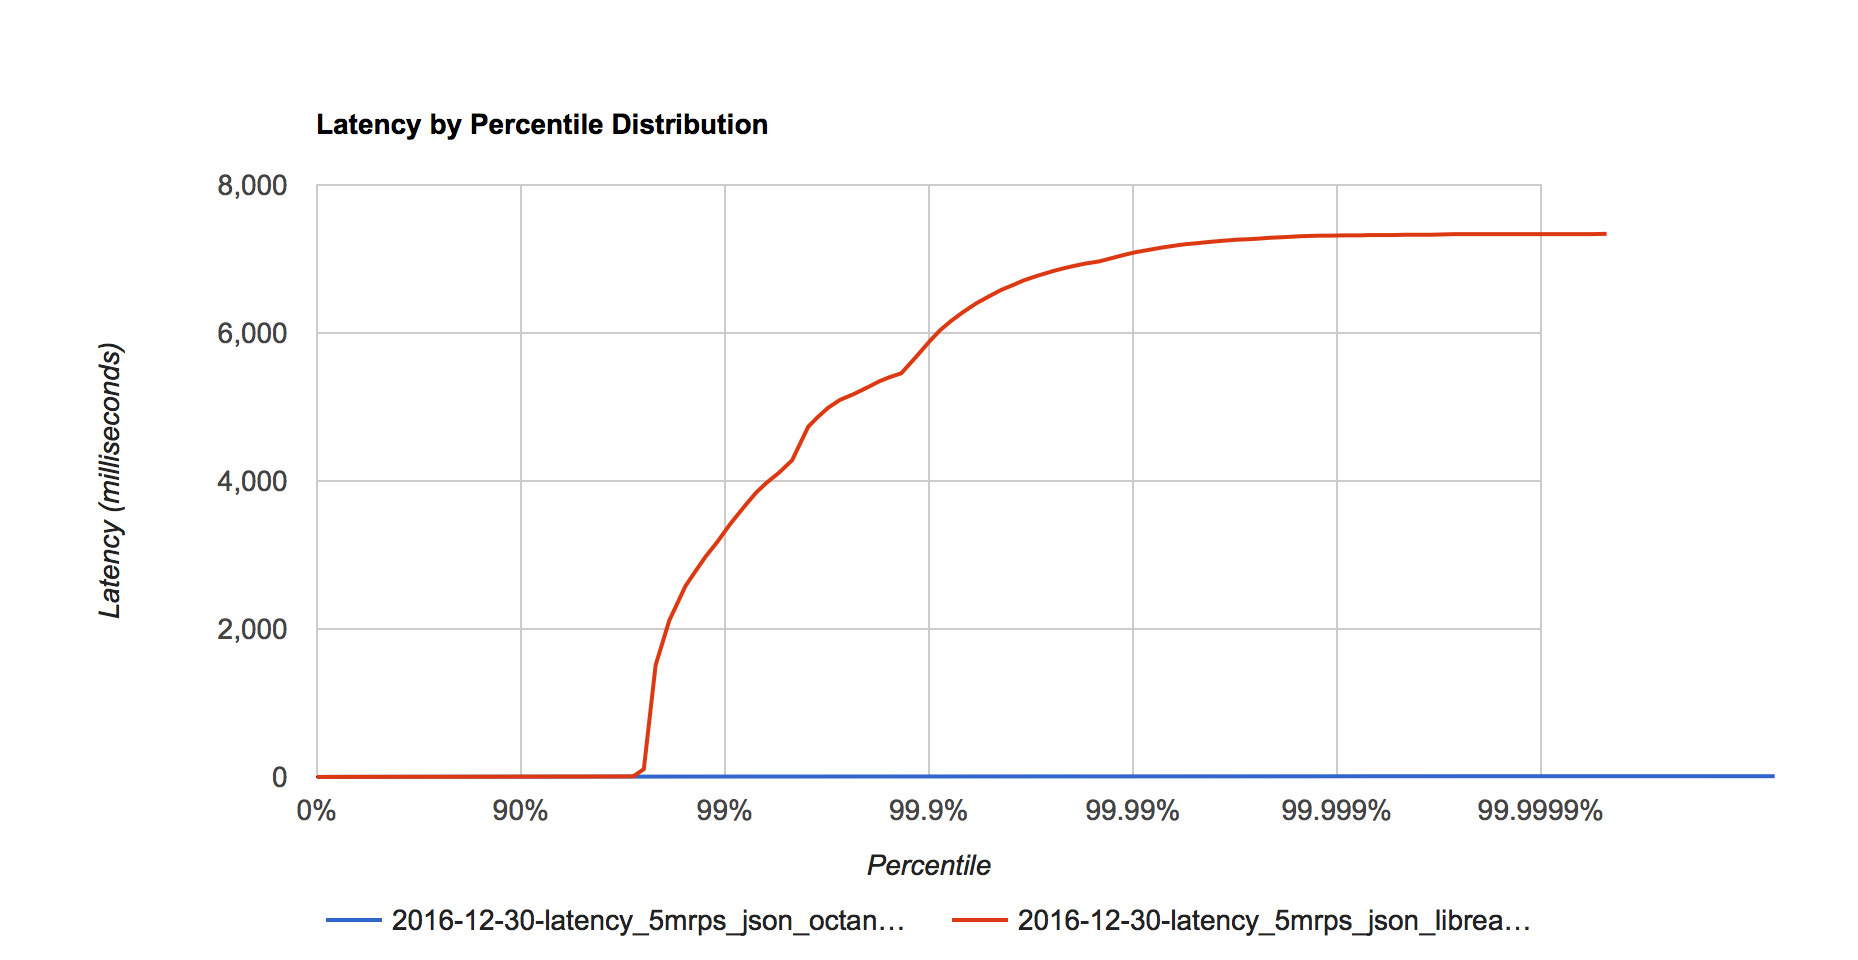 Latency by Percentile Distribution
8,000
6,000
4,000
2,000
0
Latency (milliseconds)
0% 90% 99% 99.9% 99.99% 99.999% 99.9999%
Percentile
2016-12-30-latency_5mrps_json_octan... 2016-12-30-latency_5mrps_json_librea...